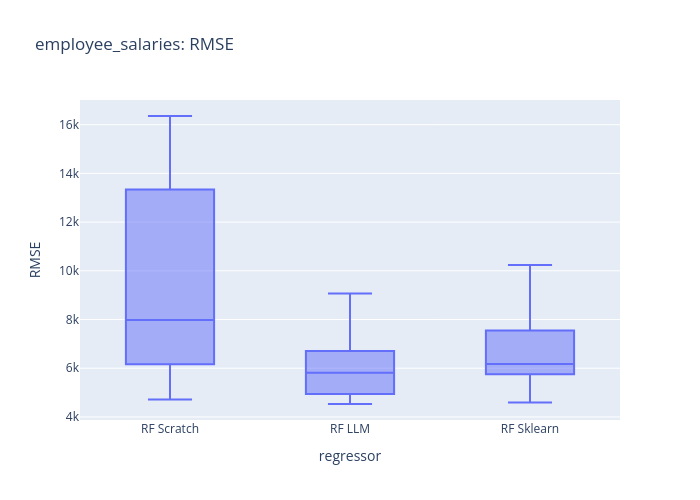 employee_salaries: RMSE
16k
14k
12k
10k
8k
6k
4k
RMSE
RF Scratch
RF LLM
RF Sklearn
regressor